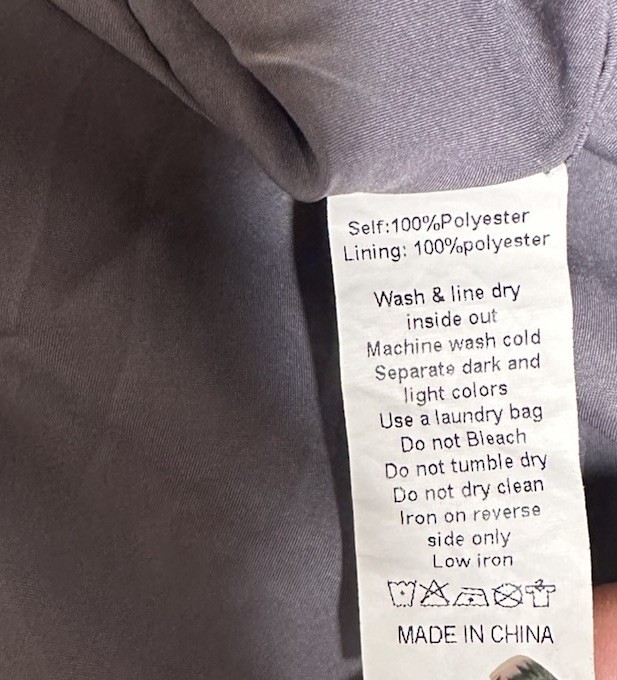 Self:100%Polyester
Lining: 100%polyester
Wash & line dry
inside out
Machine wash cold
Separate dark and
light colors
Use a laundry bag
Do not Bleach
Do not tumble dry
Do not dry clean
Iron on reverse
side only
Low iron
MADE IN CHINA